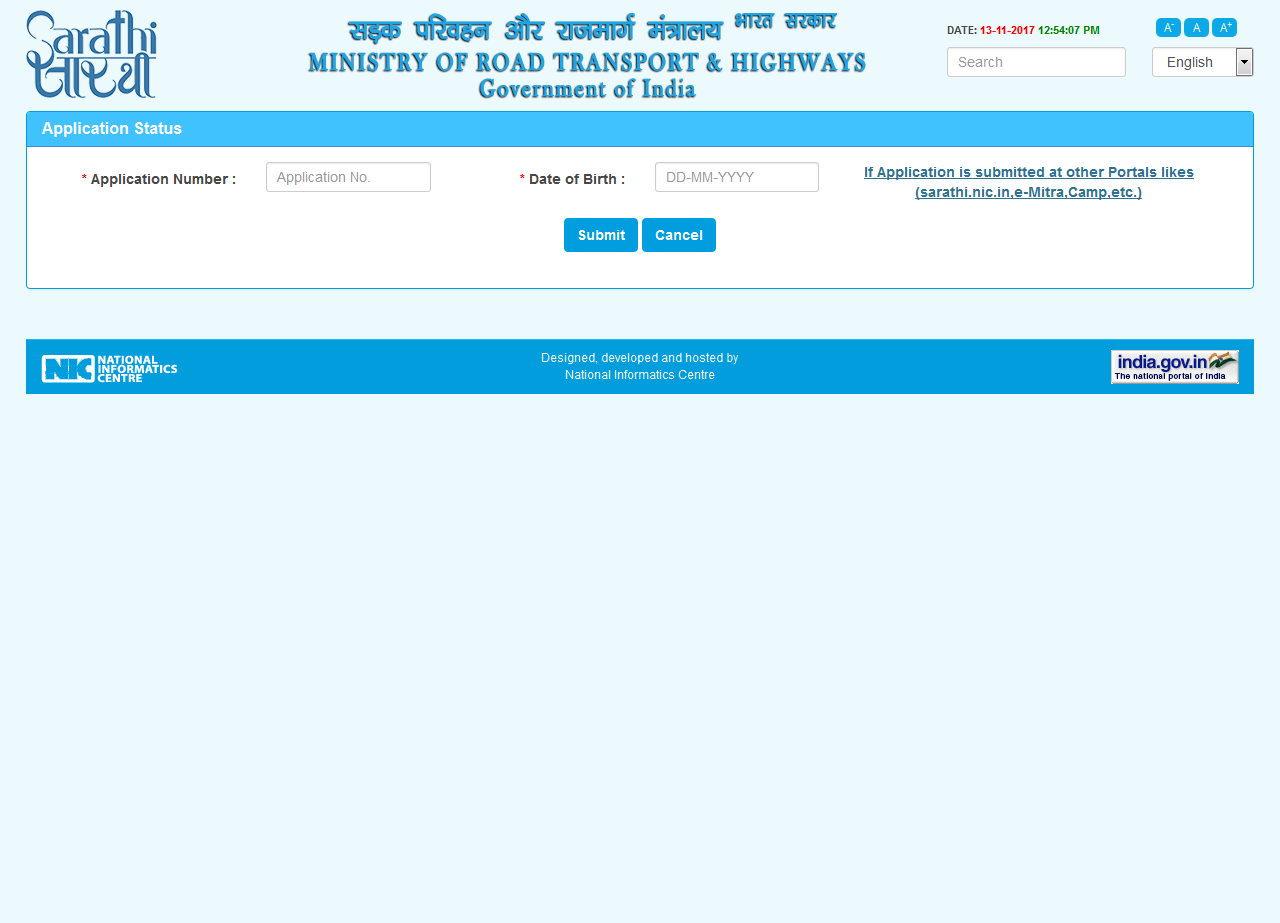 Sarathi
सारथी
सड़क परिवहन और राजमार्ग मंत्रालय भारत सरकार
MINISTRY OF ROAD TRANSPORT & HIGHWAYS
Government of India
DATE: 13-11-2017 12:54:07 PM
A- A A+
Search
English
Application Status
* Application Number : Application No.
* Date of Birth : DD-MM-YYYY
If Application is submitted at other Portals likes
(sarathi.nic.in,e-Mitra,Camp,etc.)
Submit Cancel
NIC NATIONAL
INFORMATICS
CENTRE
Designed, developed and hosted by
National Informatics Centre
india.gov.in
The national portal of India